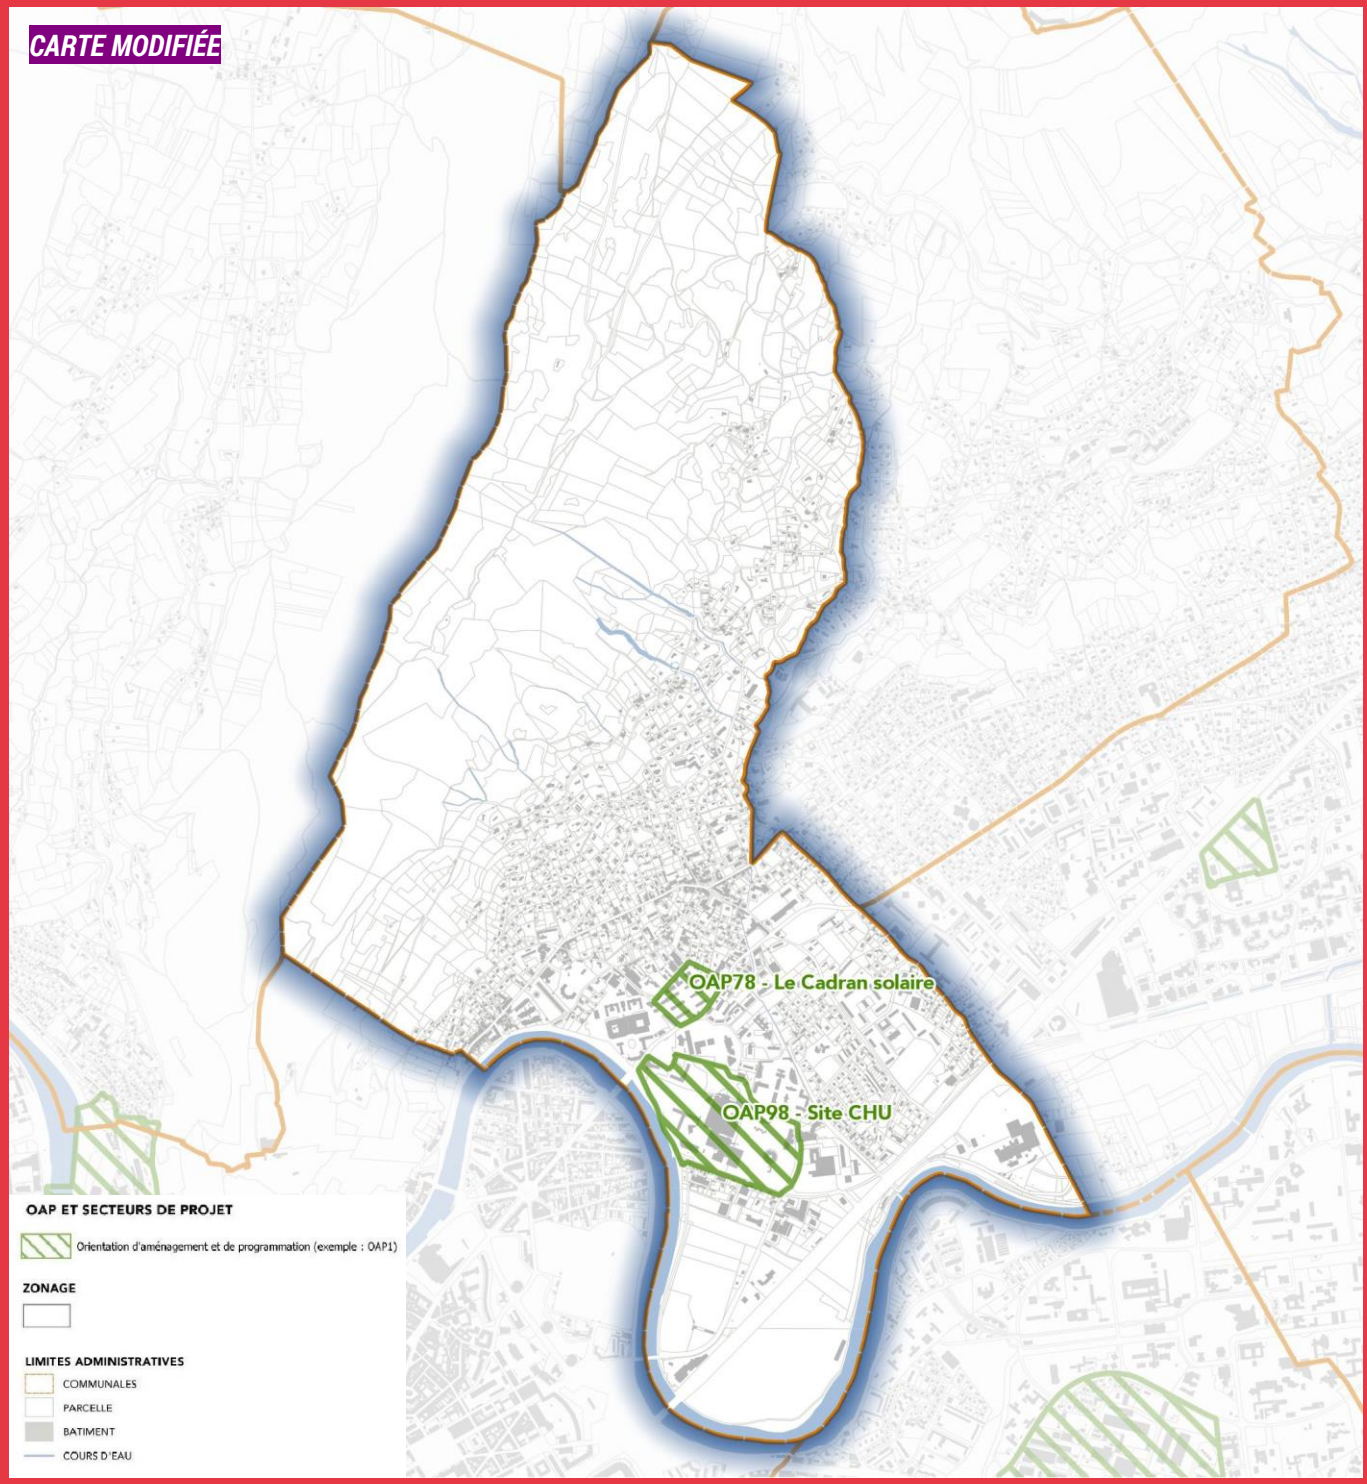 CARTE MODIFIÉE
OAP78 - Le Cadran solaire
OAP98 - Site CHU
OAP ET SECTEURS DE PROJET
Orientation d'aménagement et de programmation (exemple : OAP1)
ZONAGE
LIMITES ADMINISTRATIVES
COMMUNALES
PARCELLE
BATIMENT
COURS D'EAU